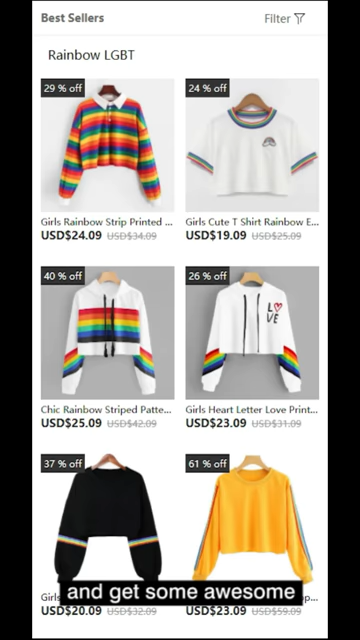 Best Sellers
Filter
Rainbow LGBT
29 % off
24 % off
Girls Rainbow Strip Printed ...
Girls Cute T Shirt Rainbow E...
USD$24.09 USD$34.09
USD$19.09 USD$25.09
40 % off
26 % off
LOVE
Chic Rainbow Striped Patte...
Girls Heart Letter Love Print...
USD$25.09 USD$42.09
USD$23.09 USD$31.09
37 % off
61 % off
Girls
op...
and get some awesome
USD$20.09 USD$32.09
USD$23.09 USD$59.09